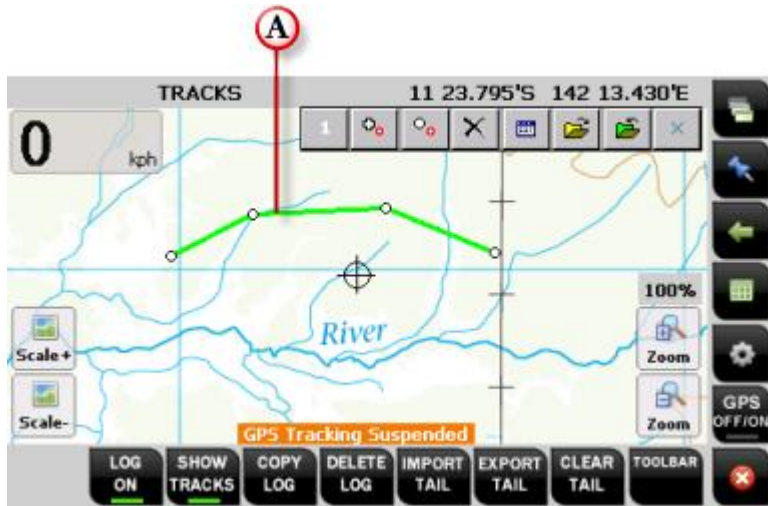 A
TRACKS 11 23.795'S 142 13.430'E
0 kph
1
100%
Scale+
Zoom
River
Scale-
Zoom
GPS
OFF/ON
GPS Tracking Suspended
LOG ON
SHOW TRACKS
COPY LOG
DELETE LOG
IMPORT TAIL
EXPORT TAIL
CLEAR TAIL
TOOLBAR